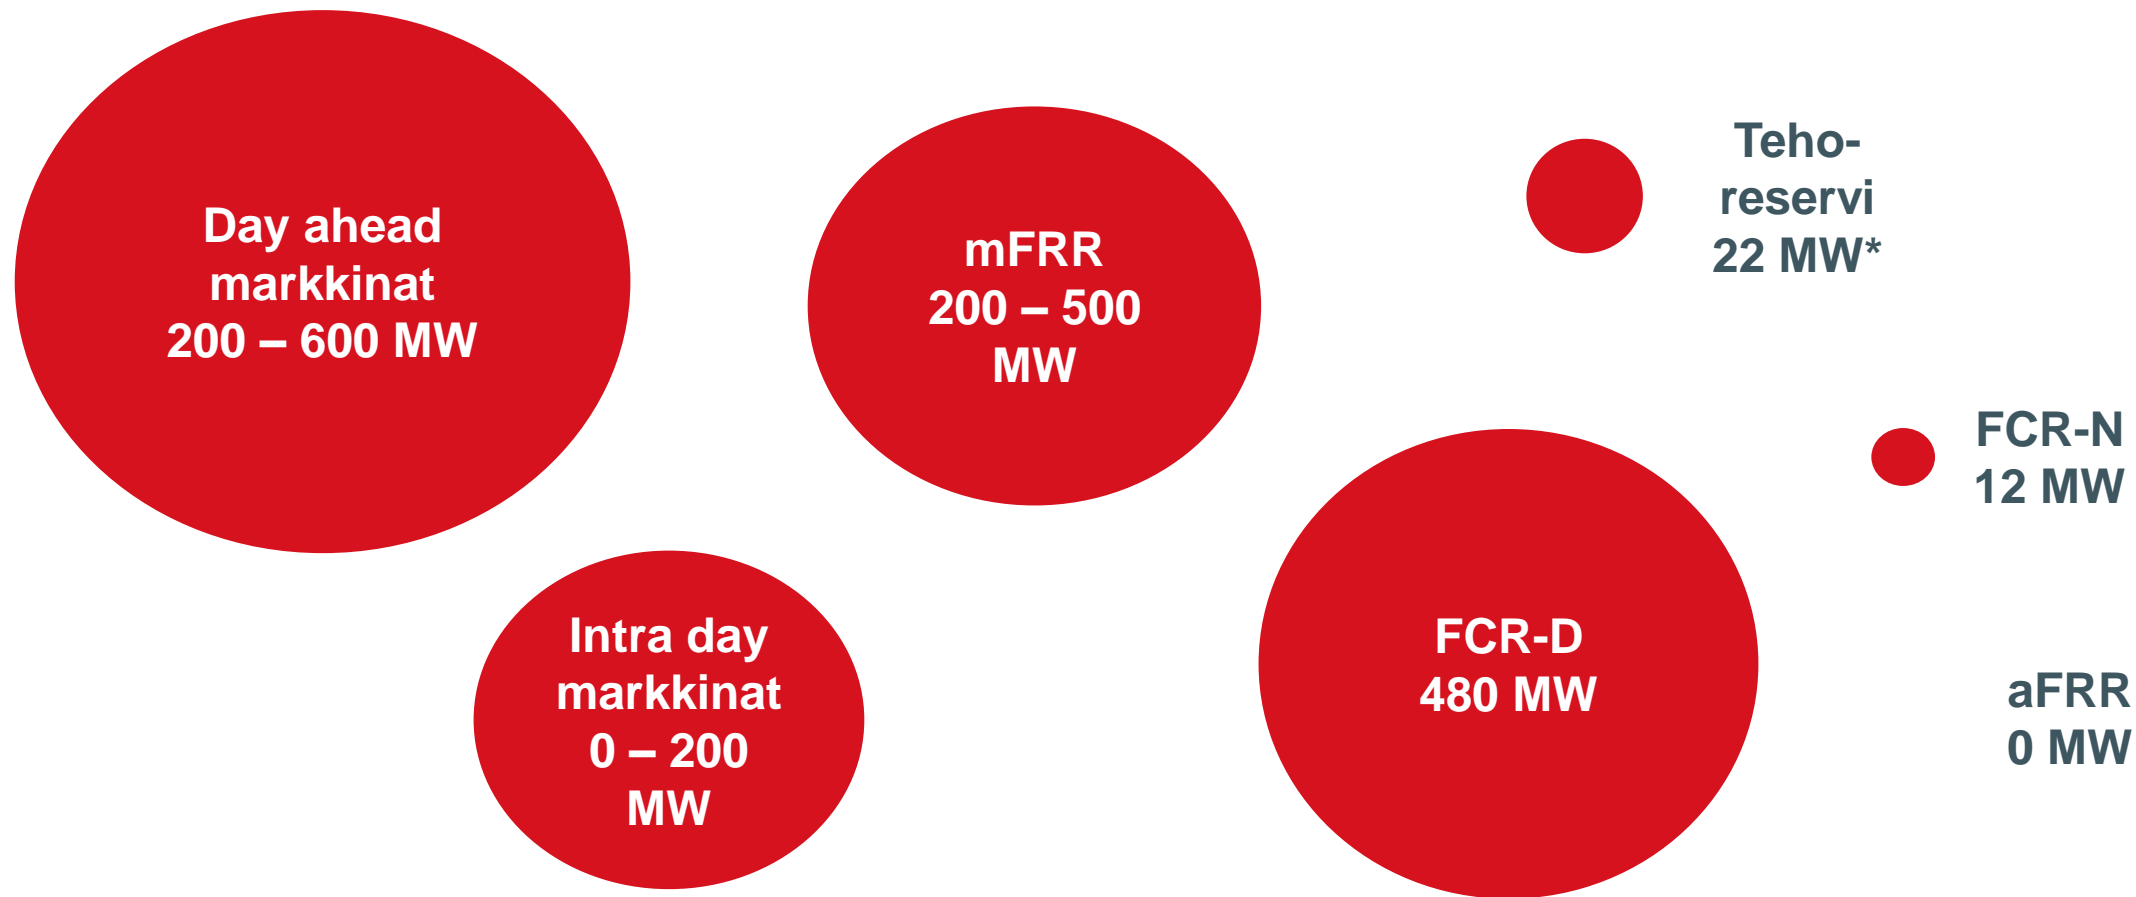 Day ahead
markkinat
200 – 600 MW
mFRR
200 – 500
MW
Teho-
reservi
22 MW*
FCR-N
12 MW
Intra day
markkinat
0 – 200
MW
FCR-D
480 MW
aFRR
0 MW